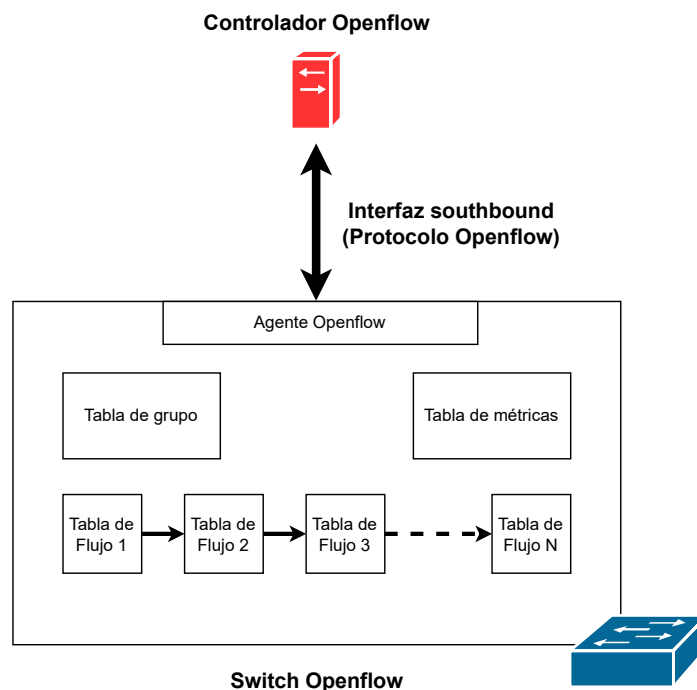 Controlador Openflow
Interfaz southbound
(Protocolo Openflow)
Agente Openflow
Tabla de grupo
Tabla de métricas
Tabla de
Flujo 1
Tabla de
Flujo 2
Tabla de
Flujo 3
Tabla de
Flujo N
Switch Openflow